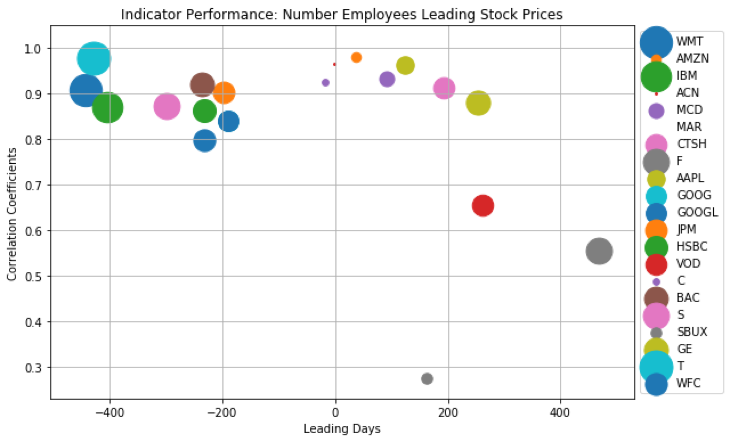 Indicator Performance: Number Employees Leading Stock Prices
Correlation Coefficients
1.0
0.9
0.8
0.7
0.6
0.5
0.4
0.3
−400
−200
0
200
400
Leading Days
WMT
AMZN
IBM
ACN
MCD
MAR
CTSH
F
AAPL
GOOG
GOOGL
JPM
HSBC
VOD
C
BAC
S
SBUX
GE
T
WFC